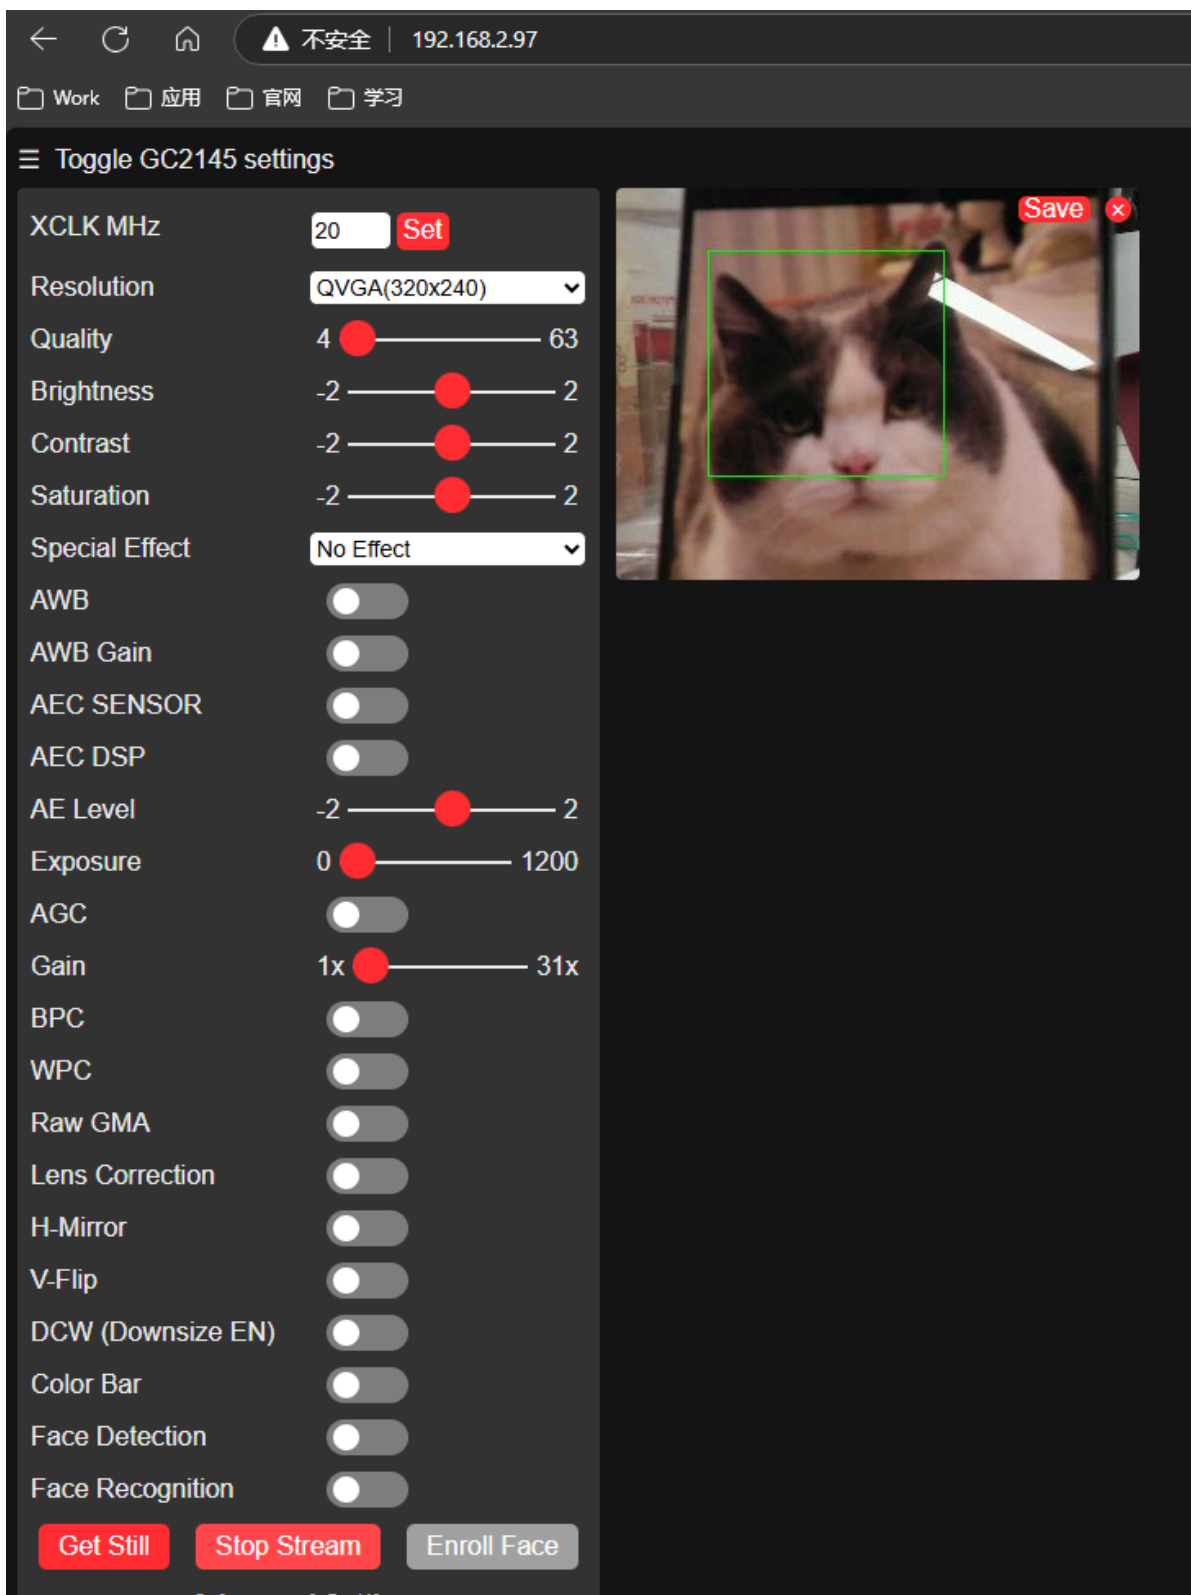 不安全 192.168.2.97
Work 应用 官网 学习
☰ Toggle GC2145 settings
XCLK MHz 20 Set
Save ×
Resolution QVGA(320x240)
Quality 4 63
Brightness -2 2
Contrast -2 2
Saturation -2 2
Special Effect No Effect
AWB
AWB Gain
AEC SENSOR
AEC DSP
AE Level -2 2
Exposure 0 1200
AGC
Gain 1x 31x
BPC
WPC
Raw GMA
Lens Correction
H-Mirror
V-Flip
DCW (Downsize EN)
Color Bar
Face Detection
Face Recognition
Get Still Stop Stream Enroll Face